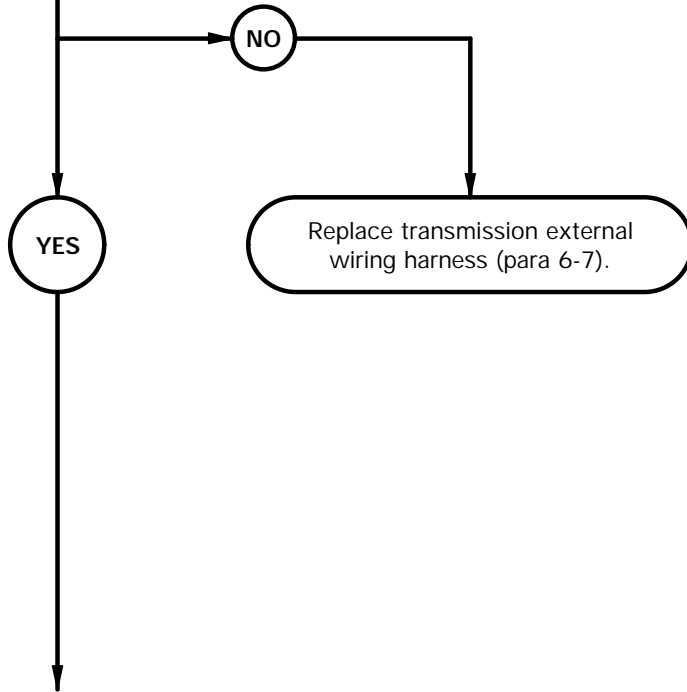 NO
YES
Replace transmission external
wiring harness (para 6-7).